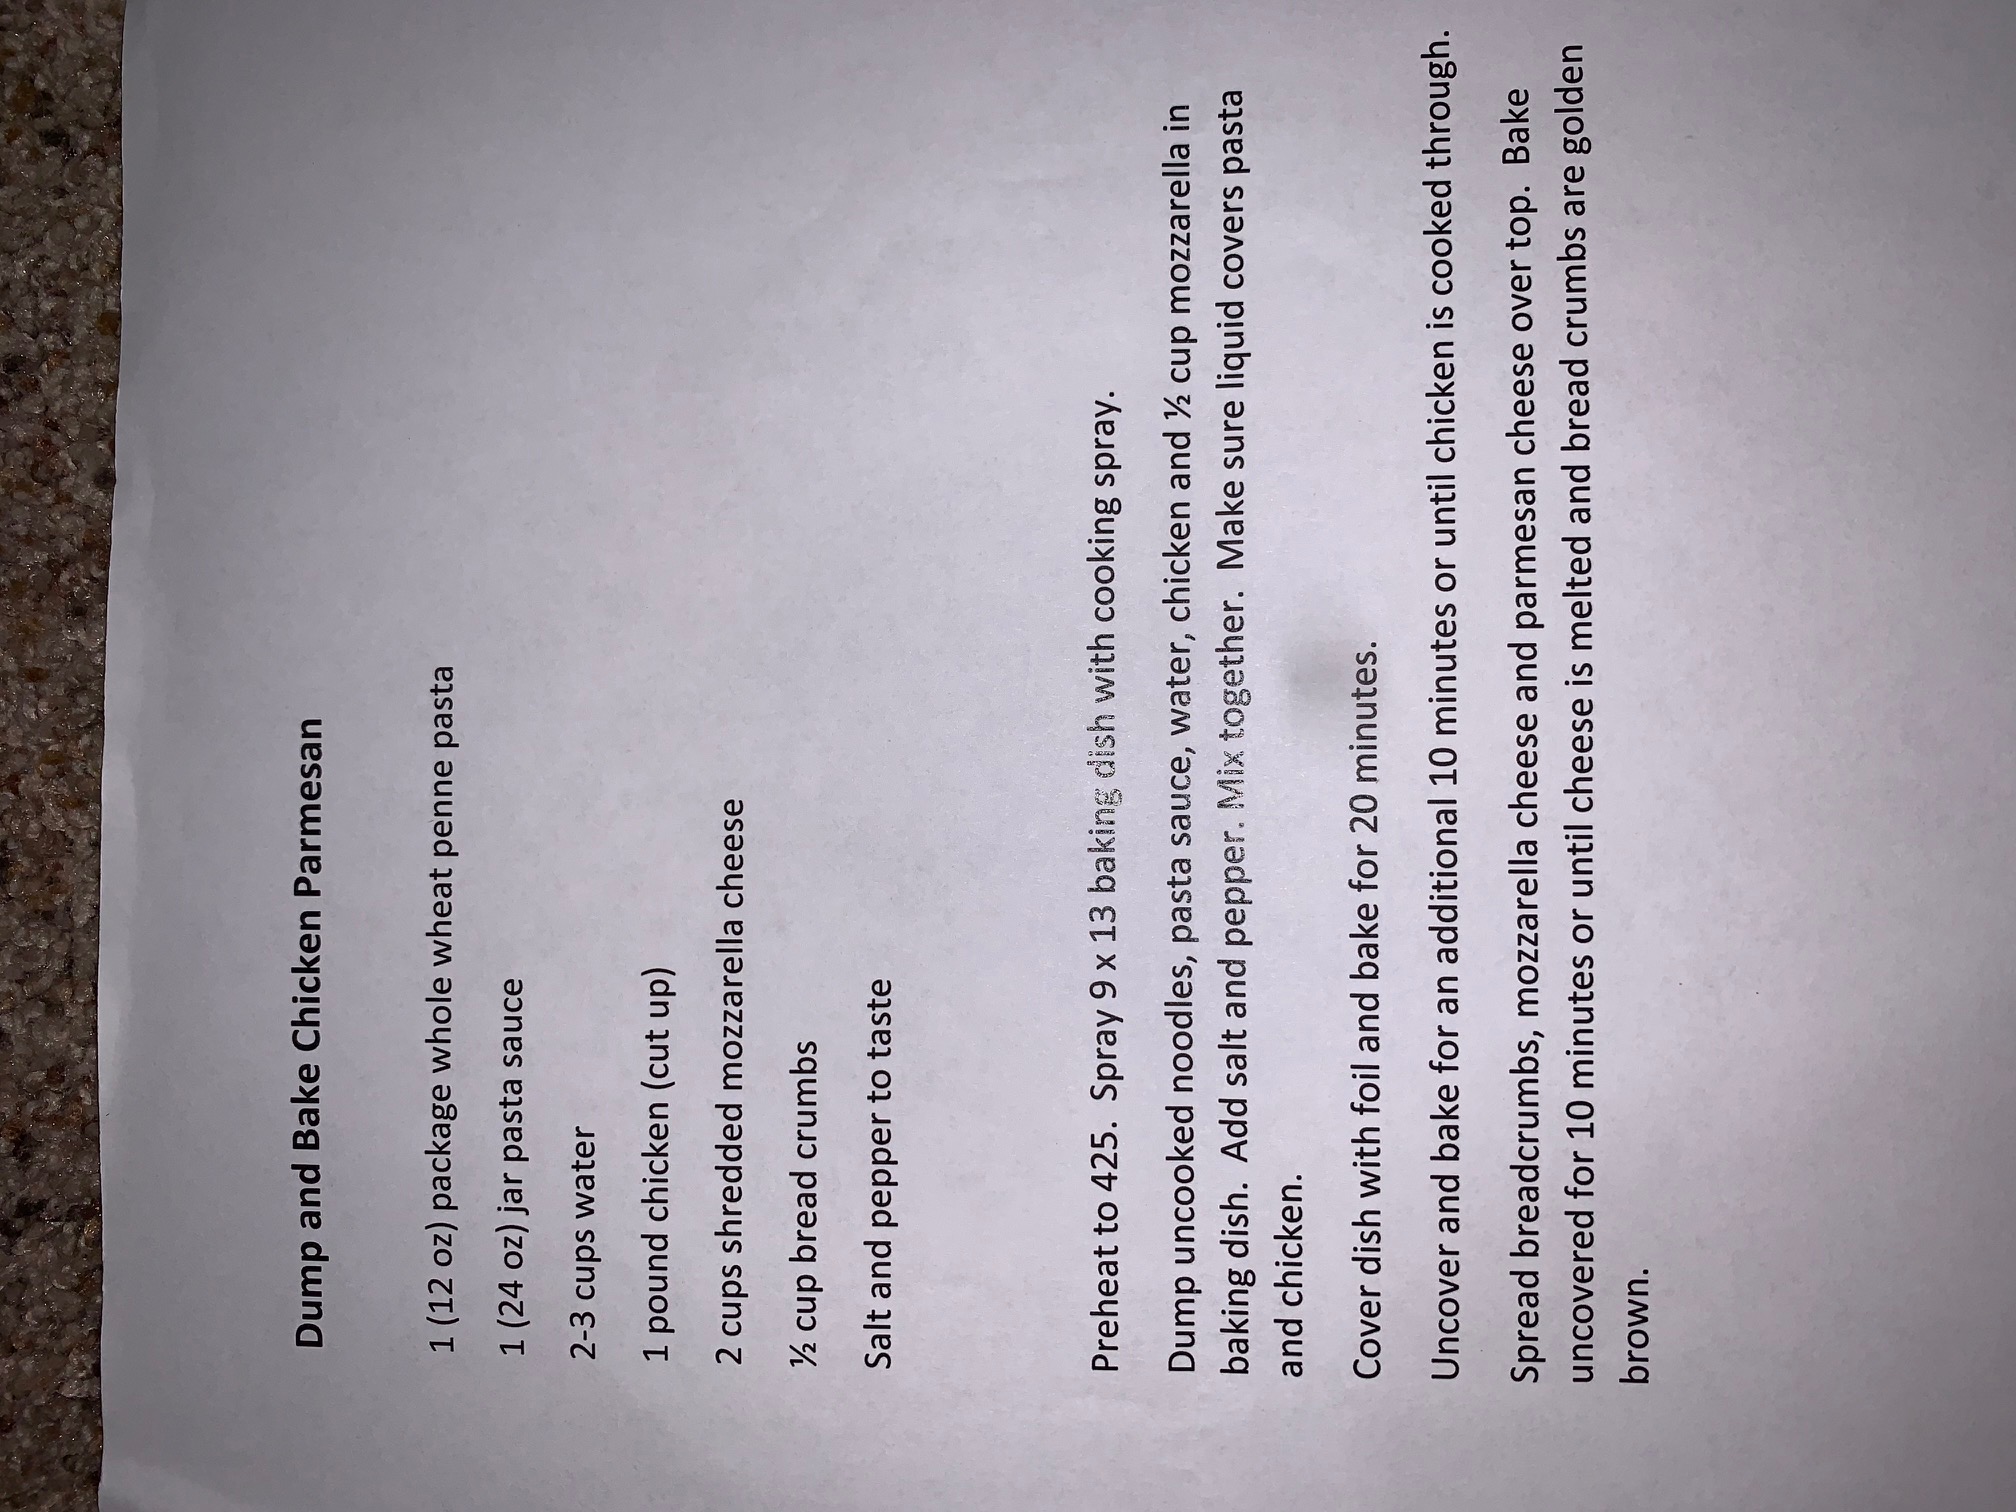 Dump and Bake Chicken Parmesan
1 (12 oz) package whole wheat penne pasta
1 (24 oz) jar pasta sauce
2-3 cups water
1 pound chicken (cut up)
2 cups shredded mozzarella cheese
½ cup bread crumbs
Salt and pepper to taste
Preheat to 425.  Spray 9 x 13 baking dish with cooking spray.
Dump uncooked noodles, pasta sauce, water, chicken and ½ cup mozzarella in
baking dish.  Add salt and pepper. Mix together.  Make sure liquid covers pasta
and chicken.
Cover dish with foil and bake for 20 minutes.
Uncover and bake for an additional 10 minutes or until chicken is cooked through.
Spread breadcrumbs, mozzarella cheese and parmesan cheese over top.  Bake
uncovered for 10 minutes or until cheese is melted and bread crumbs are golden
brown.